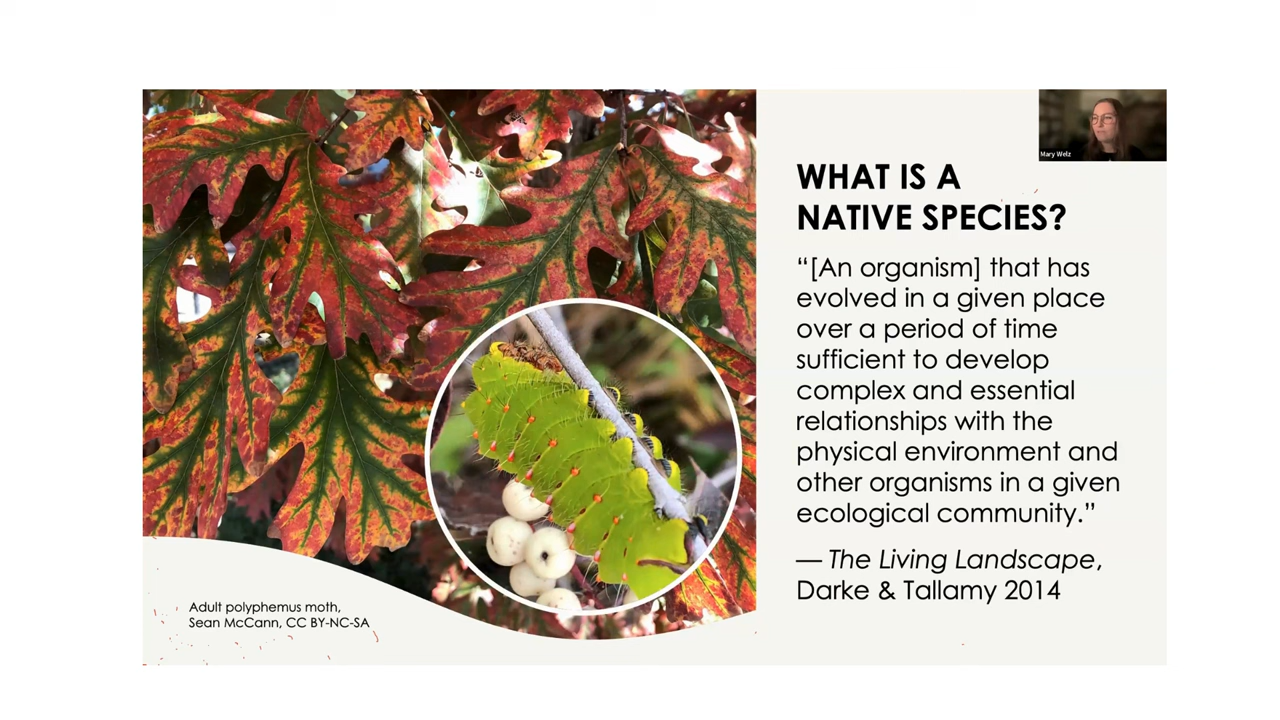 Mary Welz
WHAT IS A
NATIVE SPECIES?
“[An organism] that has
evolved in a given place
over a period of time
sufficient to develop
complex and essential
relationships with the
physical environment and
other organisms in a given
ecological community.”
— The Living Landscape,
Darke & Tallamy 2014
Adult polyphemus moth,
Sean McCann, CC BY-NC-SA